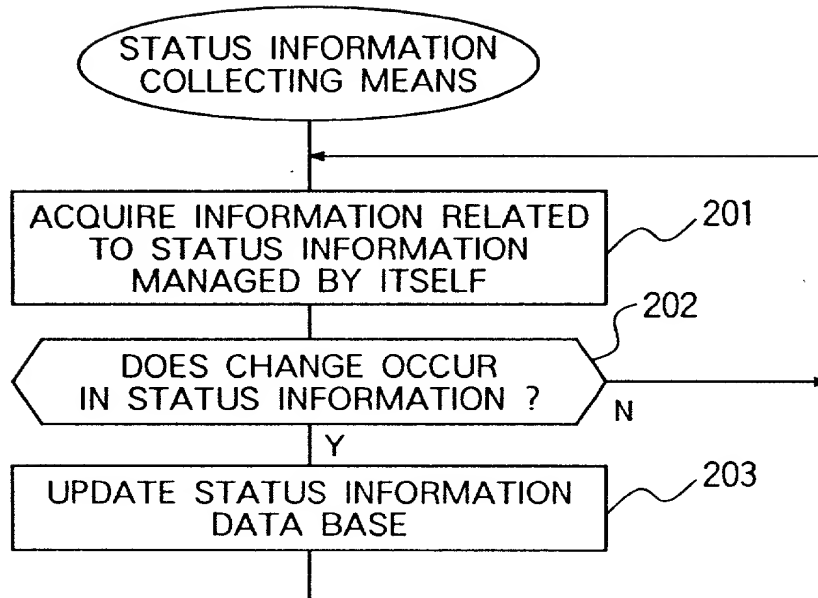 STATUS INFORMATION
COLLECTING MEANS
ACQUIRE INFORMATION RELATED
TO STATUS INFORMATION
MANAGED BY ITSELF
201
202
DOES CHANGE OCCUR
IN STATUS INFORMATION ?
N
Y
UPDATE STATUS INFORMATION
DATA BASE
203